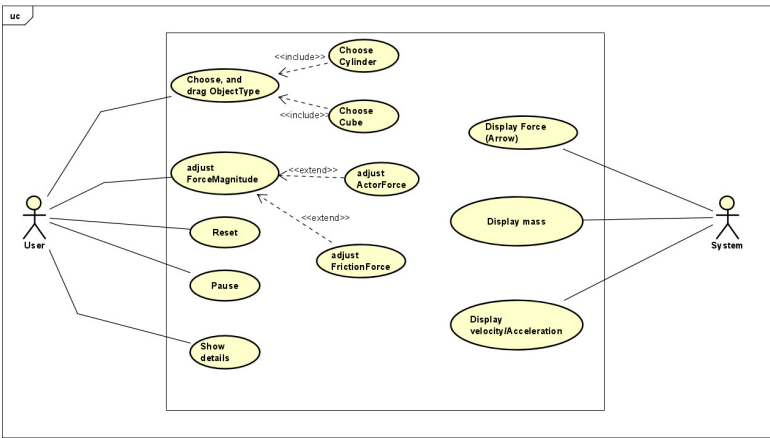 uc
Choose, and
drag ObjectType
<<include>>
Choose
Cylinder
<<include>>
Choose
Cube
Display Force
(Arrow)
adjust
ForceMagnitude
<<extend>>
adjust
ActorForce
<<extend>>
Display mass
User
Reset
System
adjust
FrictionForce
Pause
Display
velocity/Acceleration
Show
details